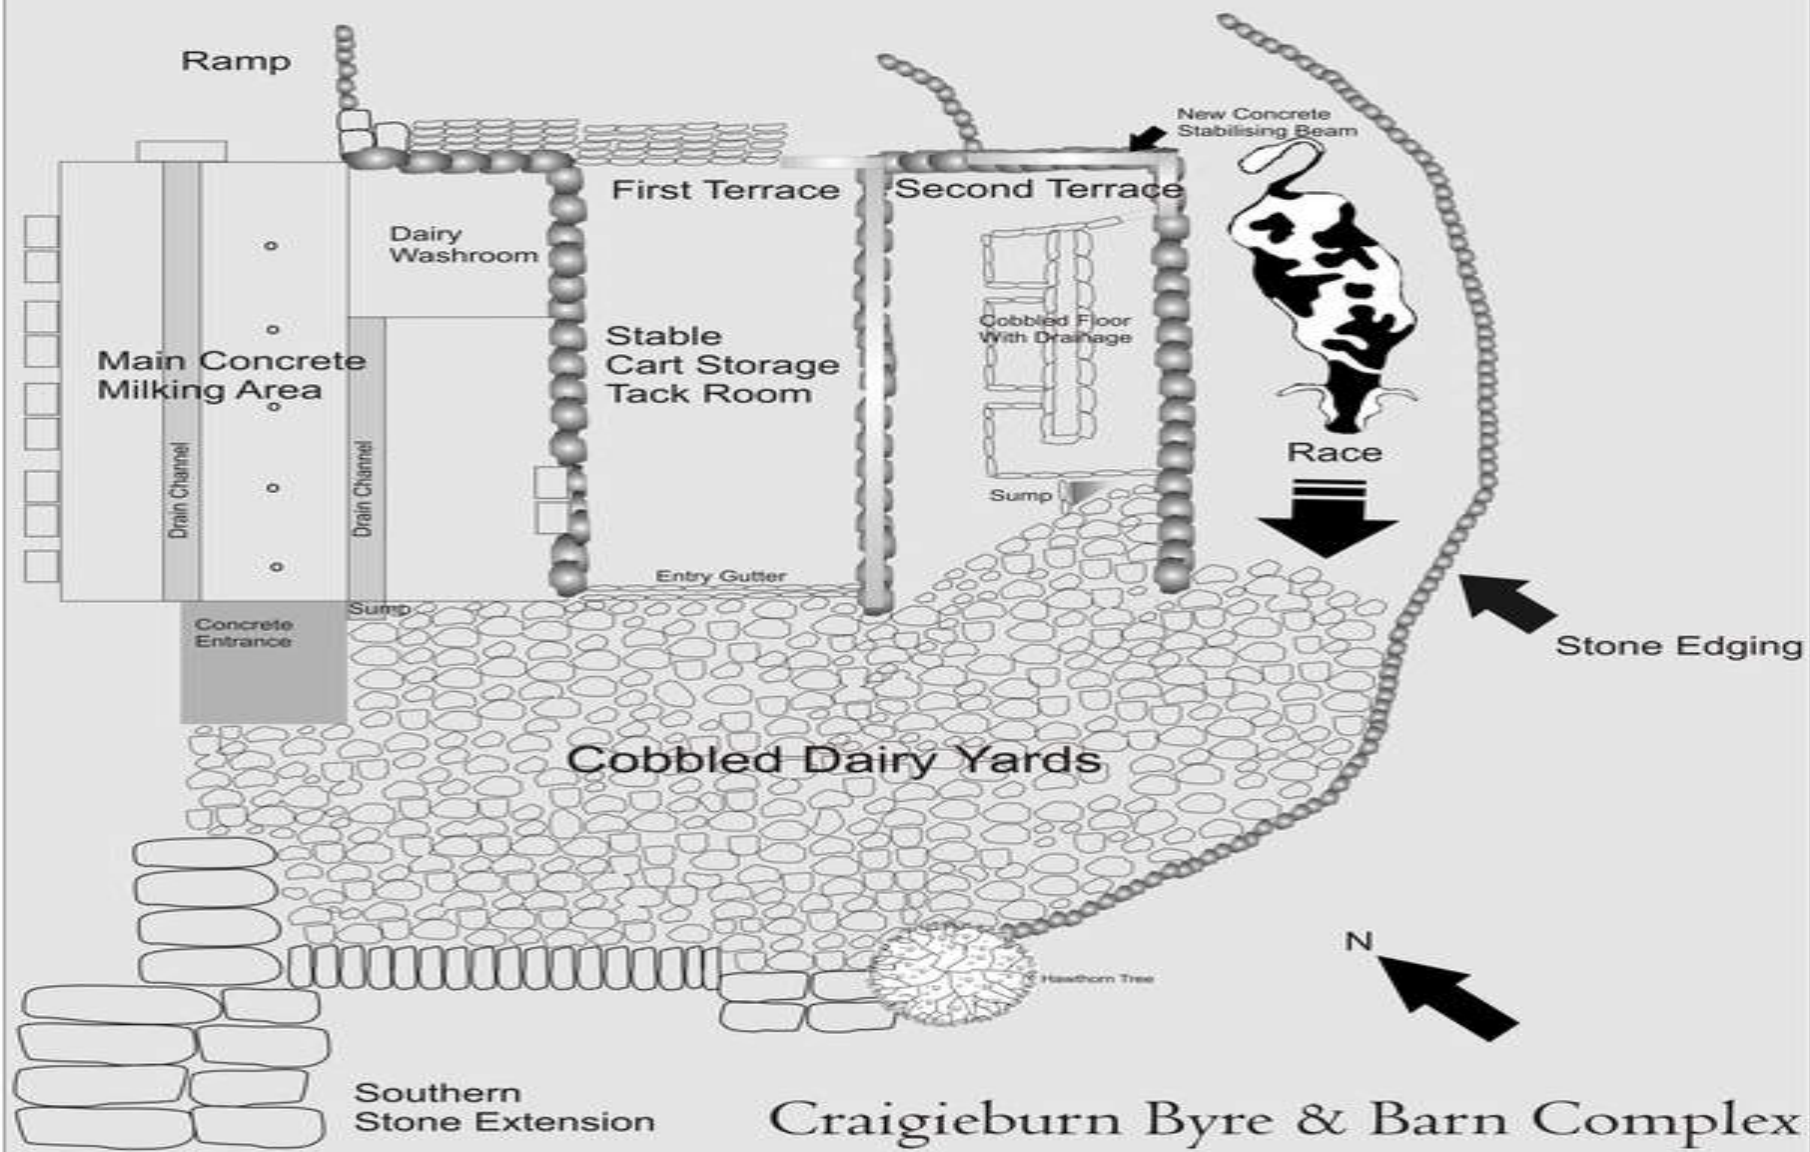 Ramp
New Concrete
Stabilising Beam
First Terrace
Second Terrace
Dairy
Washroom
Stable
Cart Storage
Tack Room
Cobbled Floor
With Drainage
Main Concrete
Milking Area
Drain Channel
Drain Channel
Race
Sump
Entry Gutter
Sump
Concrete
Entrance
Stone Edging
Cobbled Dairy Yards
N
Hawthorn Tree
Southern
Stone Extension
Craigieburn Byre & Barn Complex